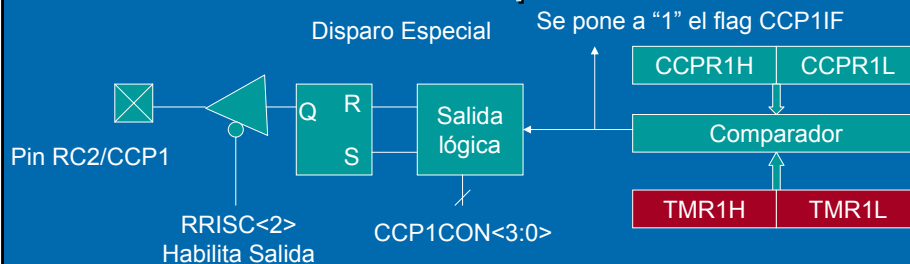 Disparo Especial
Se pone a “1” el flag CCP1IF
CCPR1H
CCPR1L
Q
R
S
Salida
lógica
Comparador
Pin RC2/CCP1
TMR1H
TMR1L
RRISC<2>
Habilita Salida
CCP1CON<3:0>